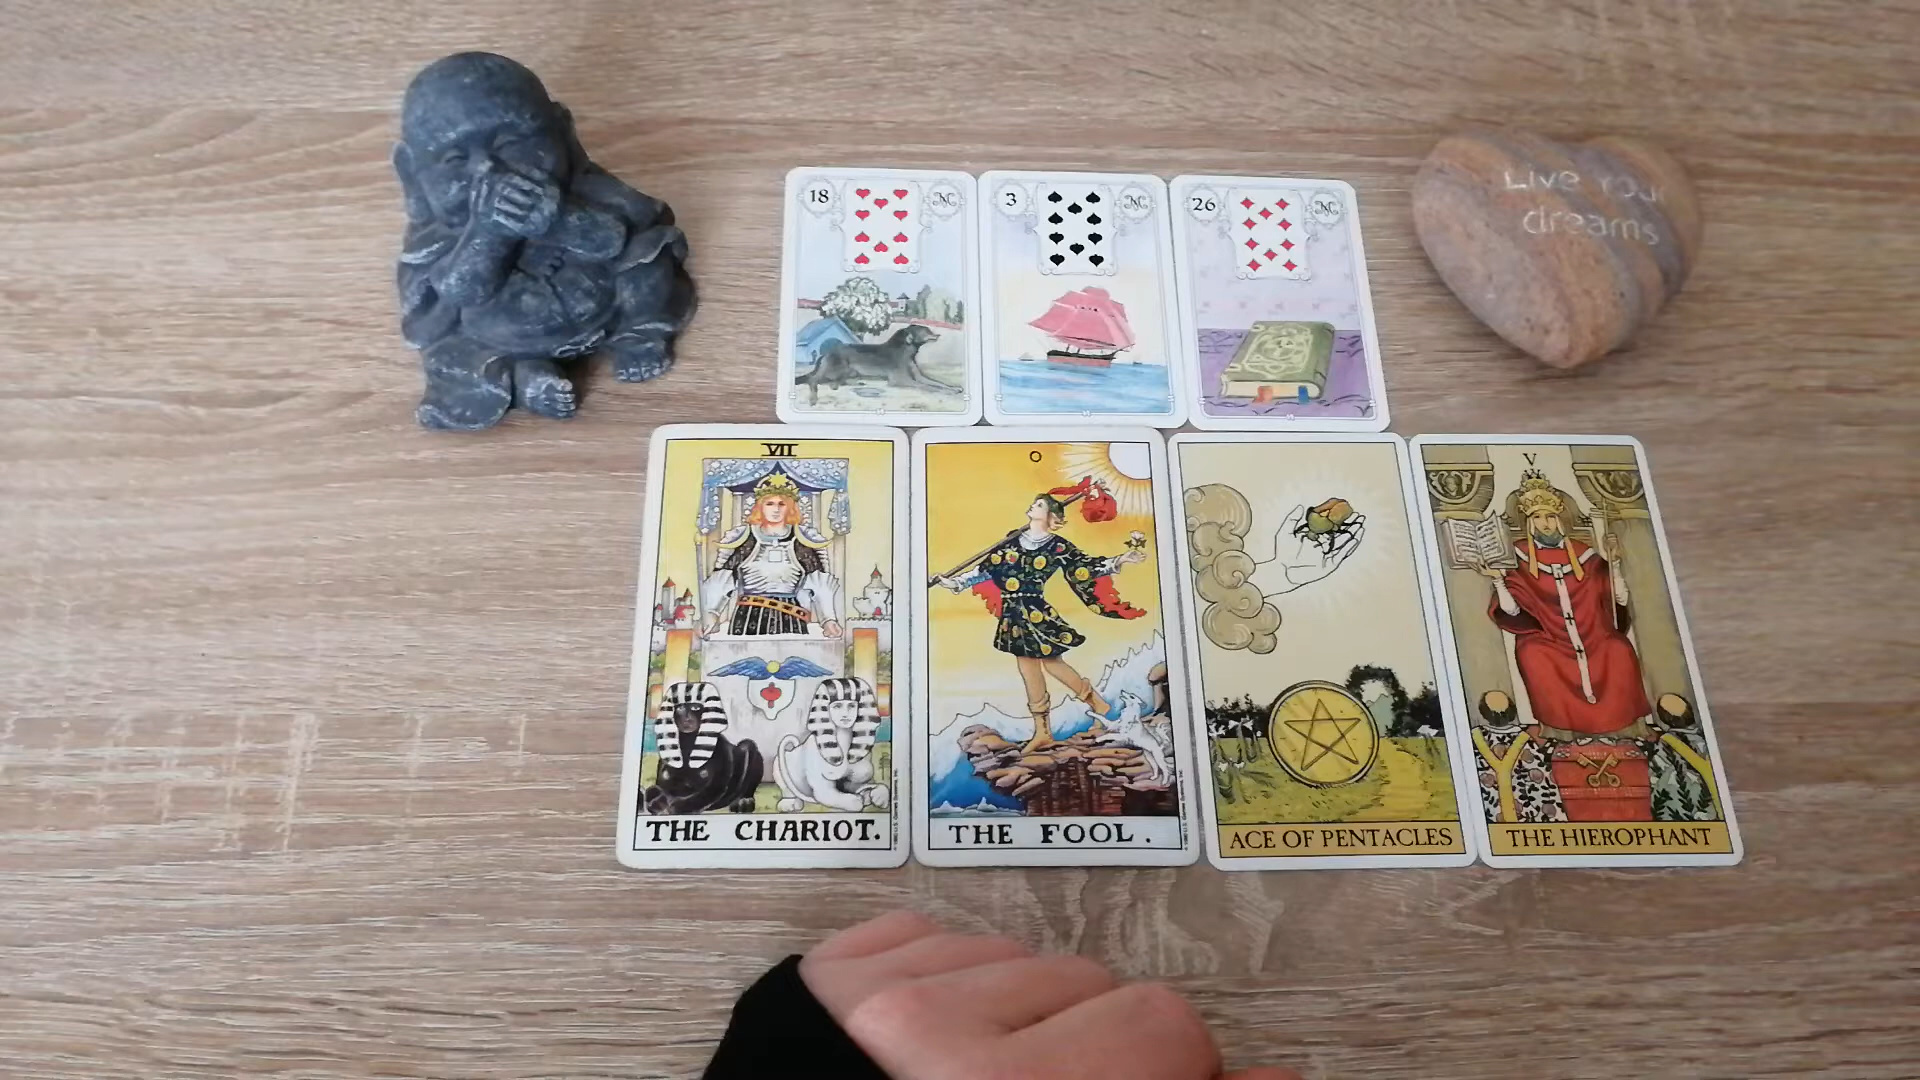 18
3
26
Live Your
dreams
VII
0
V
THE CHARIOT.
THE FOOL.
ACE OF PENTACLES
THE HIEROPHANT